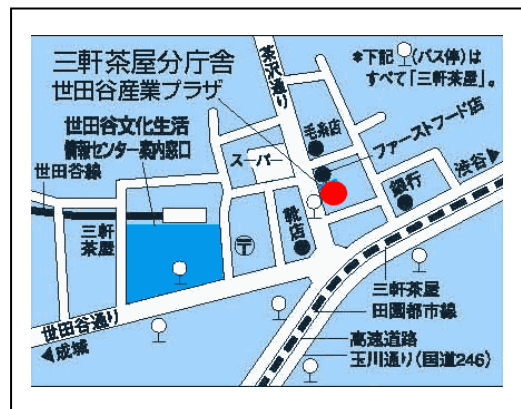 三軒茶屋分庁舎
世田谷産業プラザ
茶沢通り
*下記 (バス停)は
すべて「三軒茶屋」。
世田谷文化生活
情報センター案内窓口
世田谷線
スーパー
毛糸店
ファーストフード店
銀行
渋谷
三軒
茶屋
〒
靴店
世田谷通り
成城
三軒茶屋
田園都市線
高速道路
玉川通り(国道246)